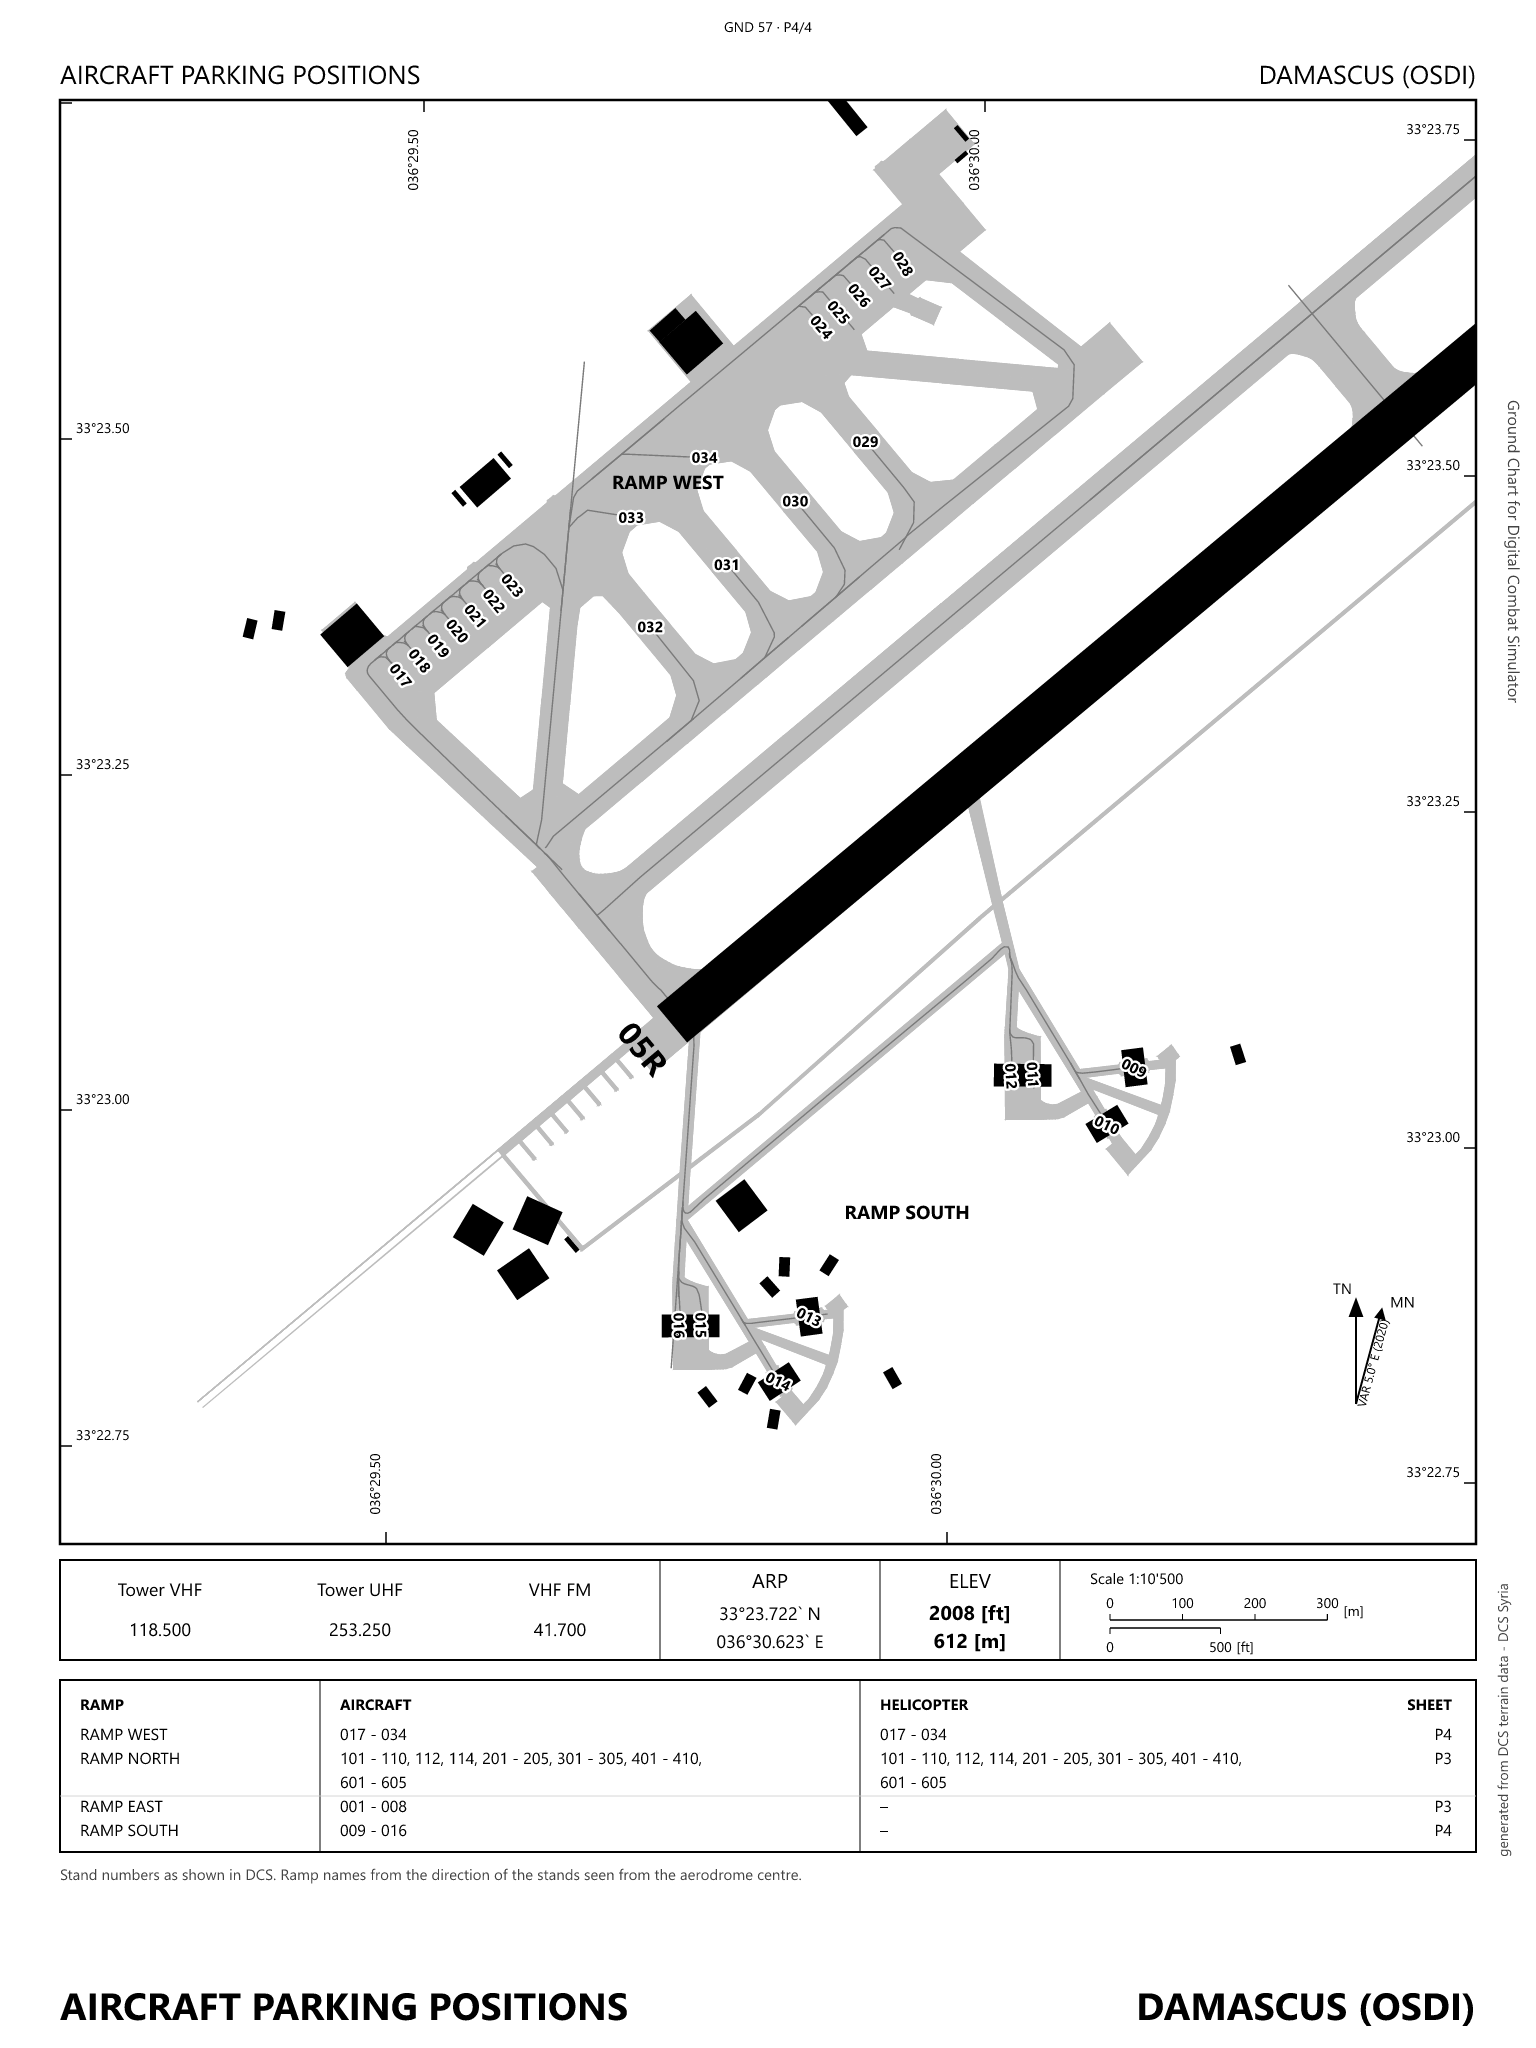 GND 57 · P4/4
AIRCRAFT PARKING POSITIONS
DAMASCUS (OSDI)
036°29.50
036°30.00
33°23.75
33°23.50
33°23.50
33°23.25
33°23.25
33°23.00
33°23.00
33°22.75
33°22.75
036°29.50
036°30.00
028
027
026
025
024
029
034
RAMP WEST
030
033
031
023
022
021
020
019
018
017
032
05R
012
011
009
010
RAMP SOUTH
016
015
013
014
TN
MN
VAR 5.0° E (2020)
Ground Chart for Digital Combat Simulator
Tower VHF
118.500
Tower UHF
253.250
VHF FM
41.700
ARP
33°23.722` N
036°30.623` E
ELEV
2008 [ft]
612 [m]
Scale 1:10'500
0 100 200 300 [m]
0 500 [ft]
generated from DCS terrain data - DCS Syria
RAMP AIRCRAFT HELICOPTER SHEET
RAMP WEST 017 - 034 017 - 034 P4
RAMP NORTH 101 - 110, 112, 114, 201 - 205, 301 - 305, 401 - 410, 101 - 110, 112, 114, 201 - 205, 301 - 305, 401 - 410, P3
601 - 605 601 - 605
RAMP EAST 001 - 008 – P3
RAMP SOUTH 009 - 016 – P4
Stand numbers as shown in DCS. Ramp names from the direction of the stands seen from the aerodrome centre.
AIRCRAFT PARKING POSITIONS
DAMASCUS (OSDI)